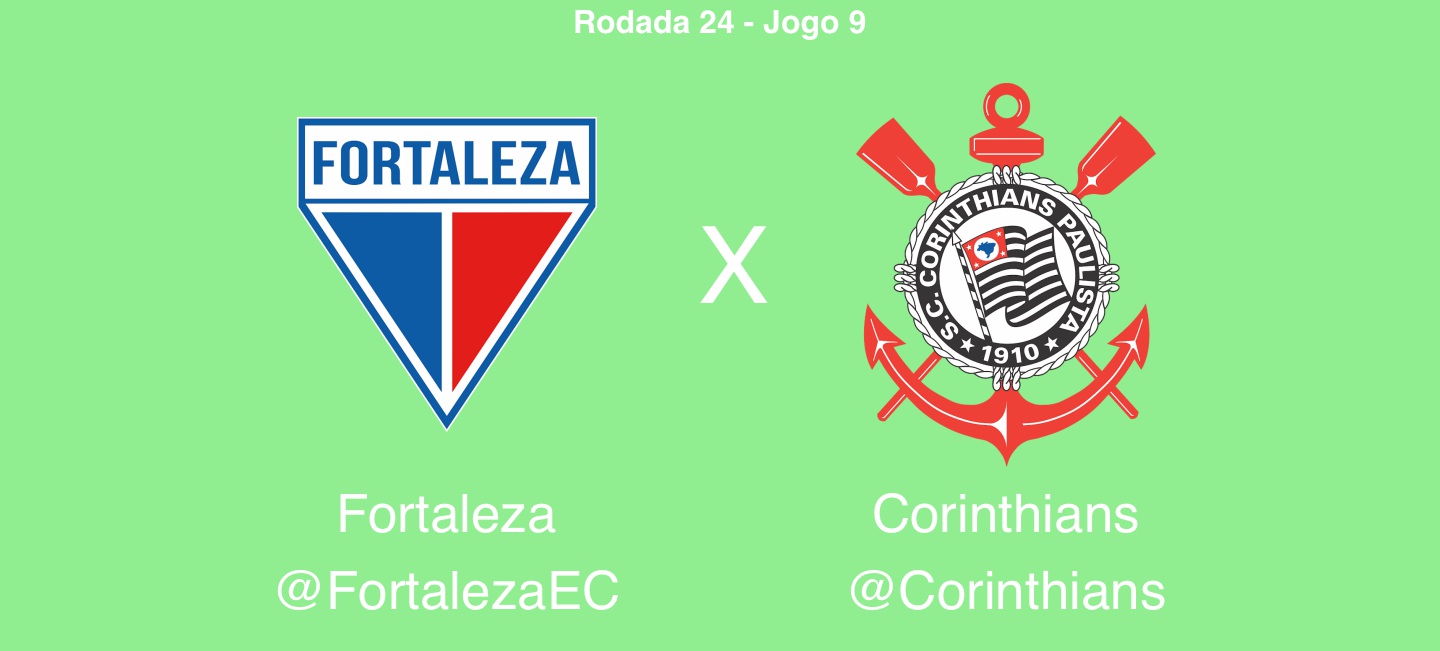 Rodada 24 - Jogo 9
FORTALEZA
X
S.C. CORINTHIANS PAULISTA
★ 1910 ★
Fortaleza
Corinthians
@FortalezaEC
@Corinthians